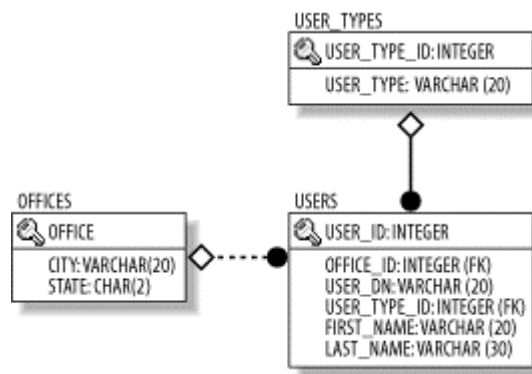 USER_TYPES
USER_TYPE_ID:INTEGER
USER_TYPE: VARCHAR (20)
OFFICES
OFFICE
CITY:VARCHAR(20)
STATE: CHAR(2)
USERS
USER_ID:INTEGER
OFFICE_ID: INTEGER (FK)
USER_DN: VARCHAR (20)
USER_TYPE_ID: INTEGER (FK)
FIRST_NAME: VARCHAR (20)
LAST_NAME: VARCHAR (30)